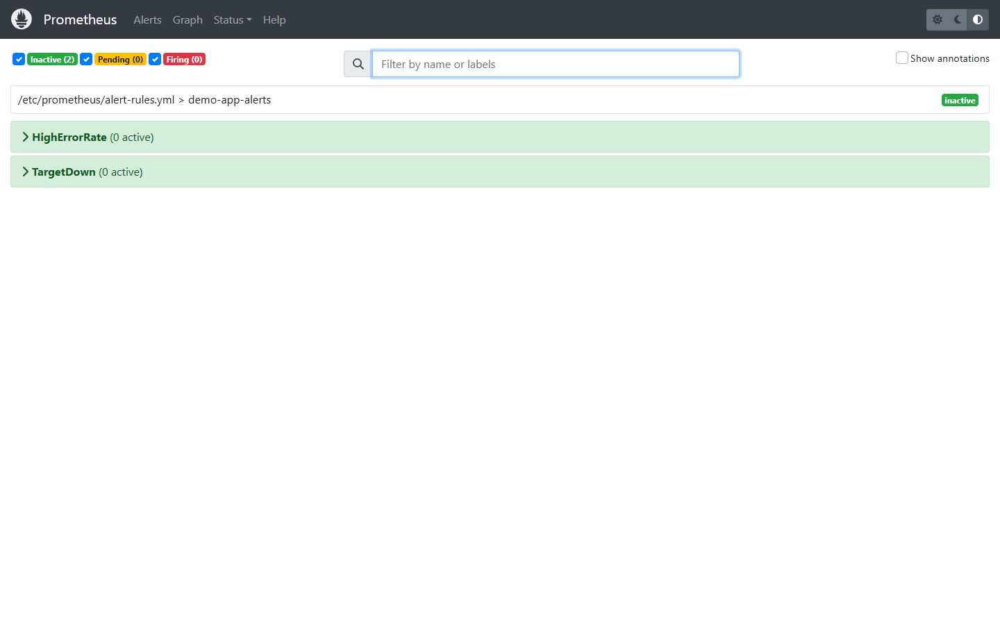 Prometheus Alerts Graph Status Help
Inactive (2) Pending (0) Firing (0) Filter by name or labels Show annotations
/etc/prometheus/alert-rules.yml > demo-app-alerts inactive
HighErrorRate (0 active)
TargetDown (0 active)